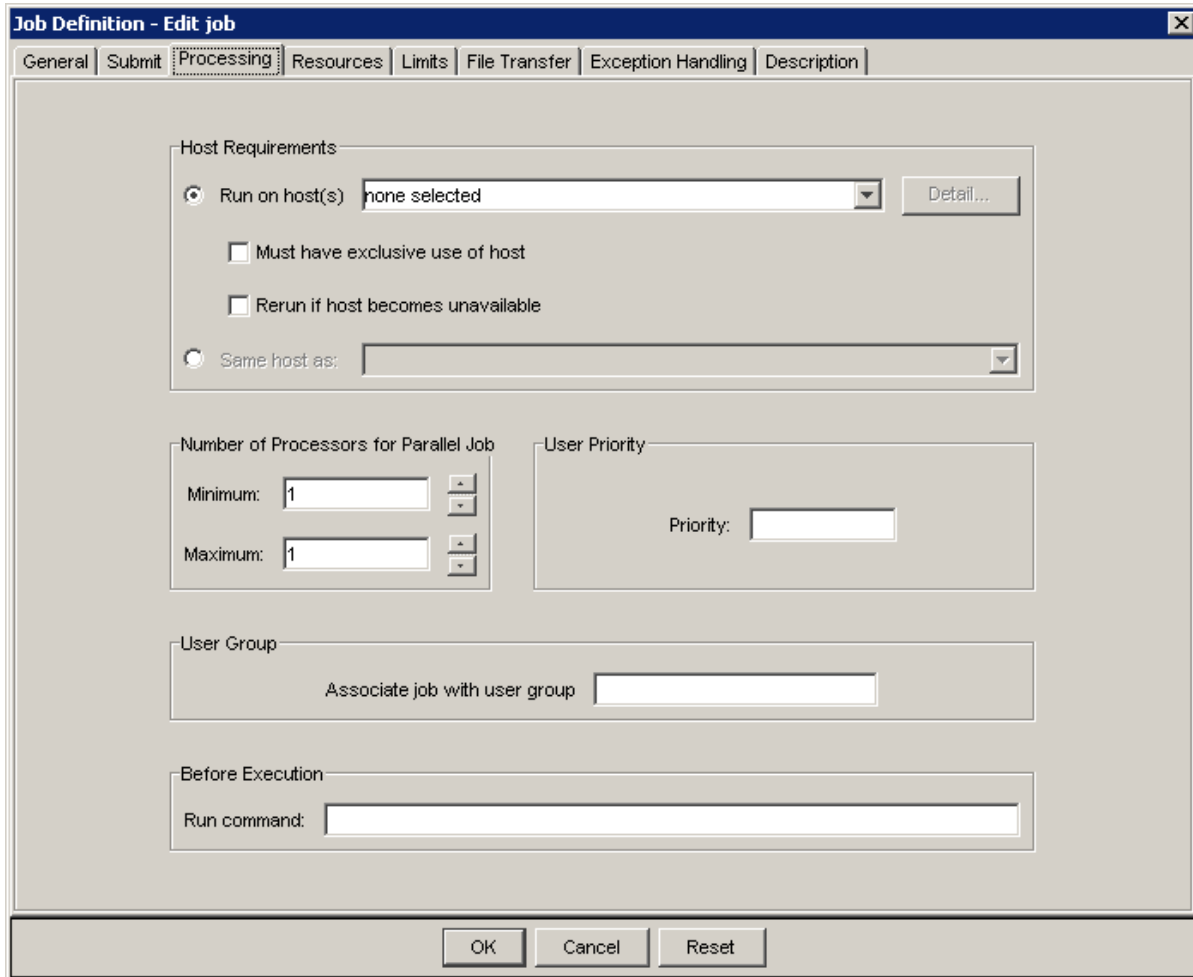 Job Definition - Edit job
General Submit Processing Resources Limits File Transfer Exception Handling Description
Host Requirements
Run on host(s) none selected Detail...
Must have exclusive use of host
Rerun if host becomes unavailable
Same host as:
Number of Processors for Parallel Job User Priority
Minimum: 1
Priority:
Maximum: 1
User Group
Associate job with user group
Before Execution
Run command:
OK Cancel Reset